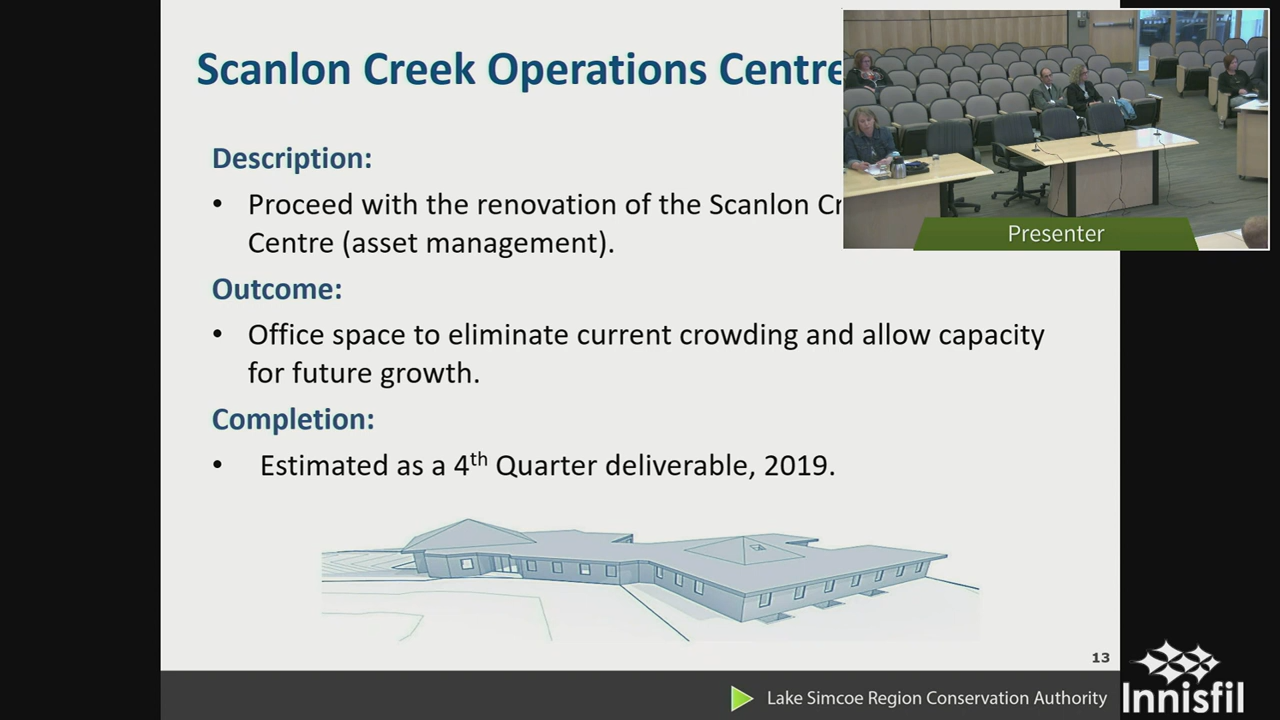 Scanlon Creek Operations Centre
Description:
• Proceed with the renovation of the Scanlon Cr
Centre (asset management).
Outcome:
• Office space to eliminate current crowding and allow capacity
for future growth.
Completion:
• Estimated as a 4th Quarter deliverable, 2019.
Presenter
13
Lake Simcoe Region Conservation Authority
Innisfil